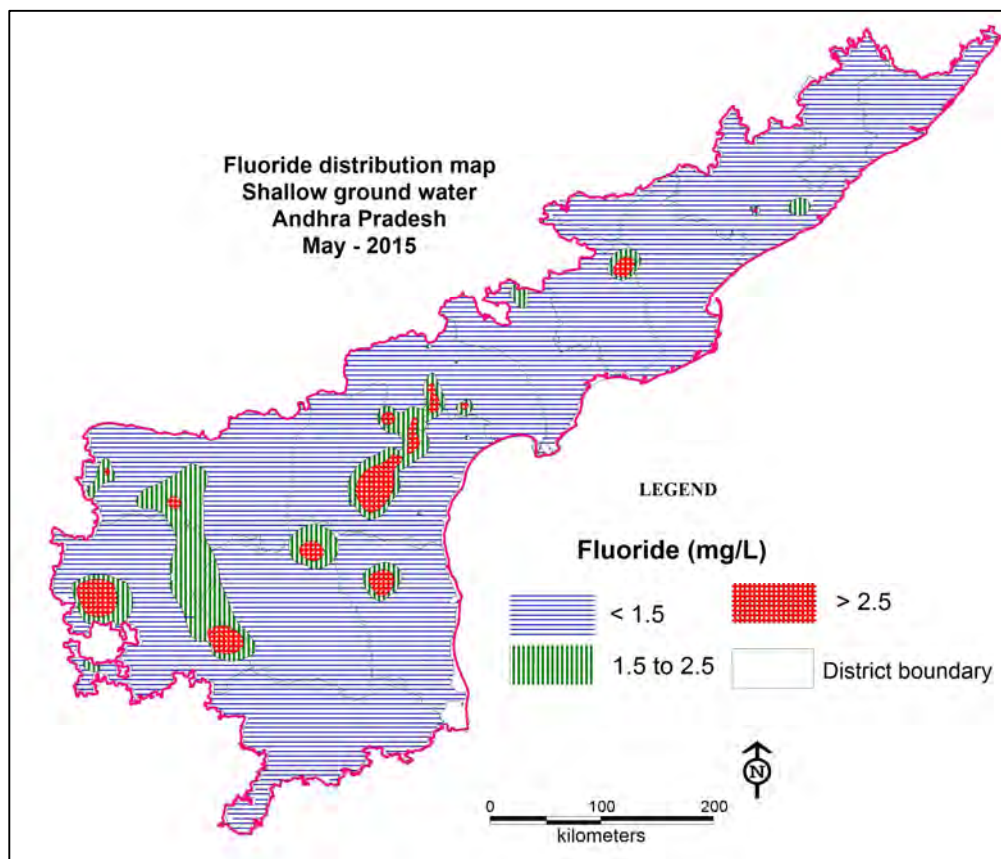 Fluoride distribution map
Shallow ground water
Andhra Pradesh
May - 2015
LEGEND
Fluoride (mg/L)
< 1.5
> 2.5
1.5 to 2.5
District boundary
N
0 100 200
kilometers